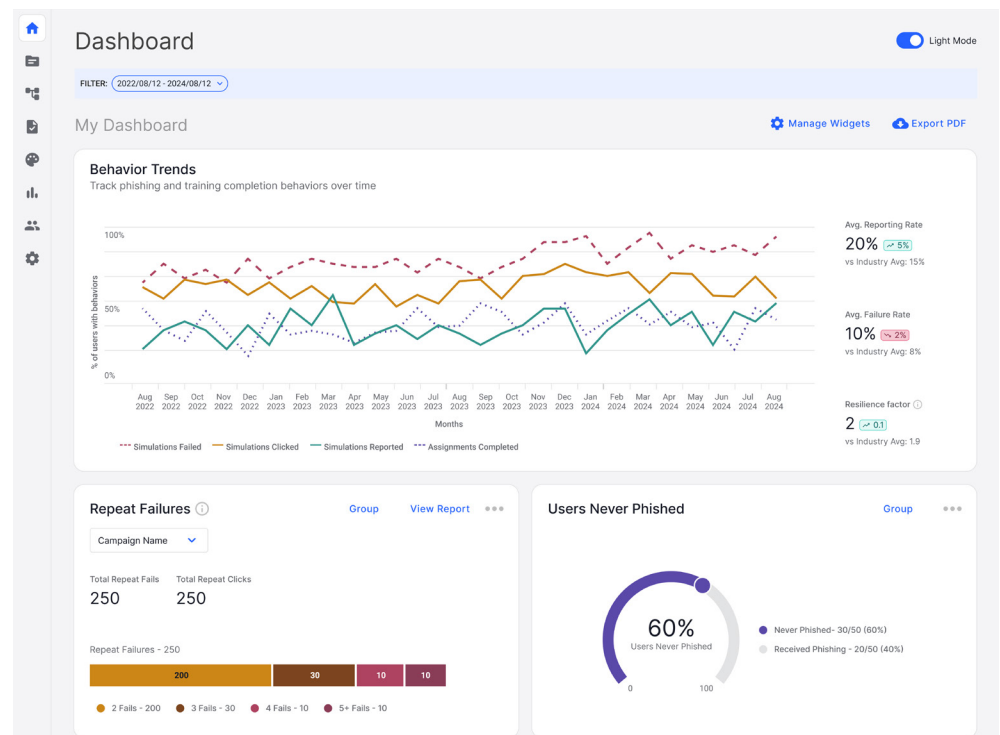 Dashboard
Light Mode
FILTER: 2022/08/12 - 2024/08/12
My Dashboard
Manage Widgets
Export PDF
Behavior Trends
Track phishing and training completion behaviors over time
100%
50%
0%
% of users with behaviors
Aug Sep Oct Nov Dec Jan Feb Mar Apr May Jun Jul Aug Sep Oct Nov Dec Jan Feb Mar Apr May Jun Jul Aug
2022 2022 2022 2022 2022 2023 2023 2023 2023 2023 2023 2023 2023 2023 2023 2023 2023 2024 2024 2024 2024 2024 2024 2024 2024
Months
Simulations Failed Simulations Clicked Simulations Reported Assignments Completed
Avg. Reporting Rate
20% 5%
vs Industry Avg: 15%
Avg. Failure Rate
10% 2%
vs Industry Avg: 8%
Resilience factor
2 0.1
vs Industry Avg: 1.9
Repeat Failures
Group
View Report
Campaign Name
Total Repeat Fails Total Repeat Clicks
250 250
Repeat Failures - 250
200 30 10 10
2 Fails - 200 3 Fails - 30 4 Fails - 10 5+ Fails - 10
Users Never Phished
Group
60%
Users Never Phished
0 100
Never Phished- 30/50 (60%)
Received Phishing - 20/50 (40%)